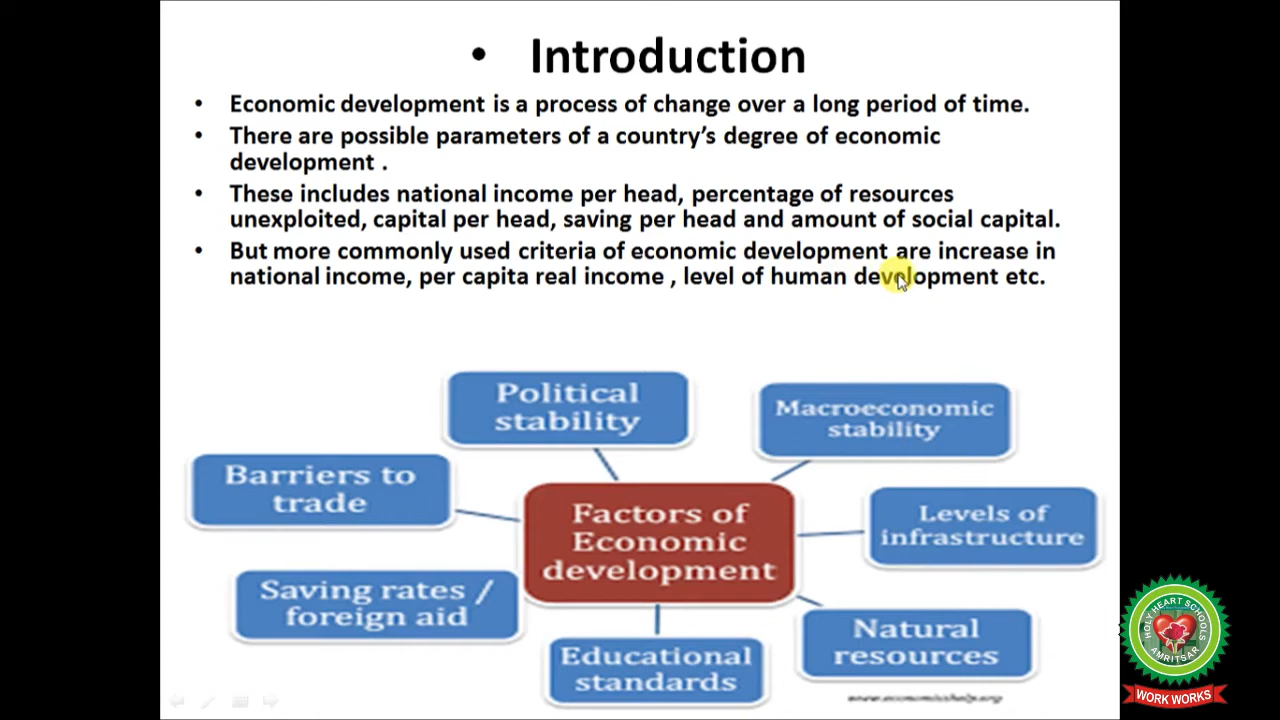 • Introduction
• Economic development is a process of change over a long period of time.
• There are possible parameters of a country's degree of economic
development .
• These includes national income per head, percentage of resources
unexploited, capital per head, saving per head and amount of social capital.
• But more commonly used criteria of economic development are increase in
national income, per capita real income , level of human development etc.
Political
stability
Macroeconomic
stability
Barriers to
trade
Factors of
Economic
development
Levels of
infrastructure
Saving rates /
foreign aid
Educational
standards
Natural
resources
www.economicshelp.org
HOLY HEART SCHOOLS
AMRITSAR
WORK WORKS